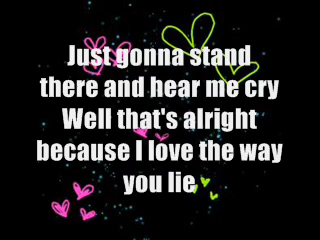 Just gonna stand
there and hear me cry
Well that's alright
because I love the way
you lie